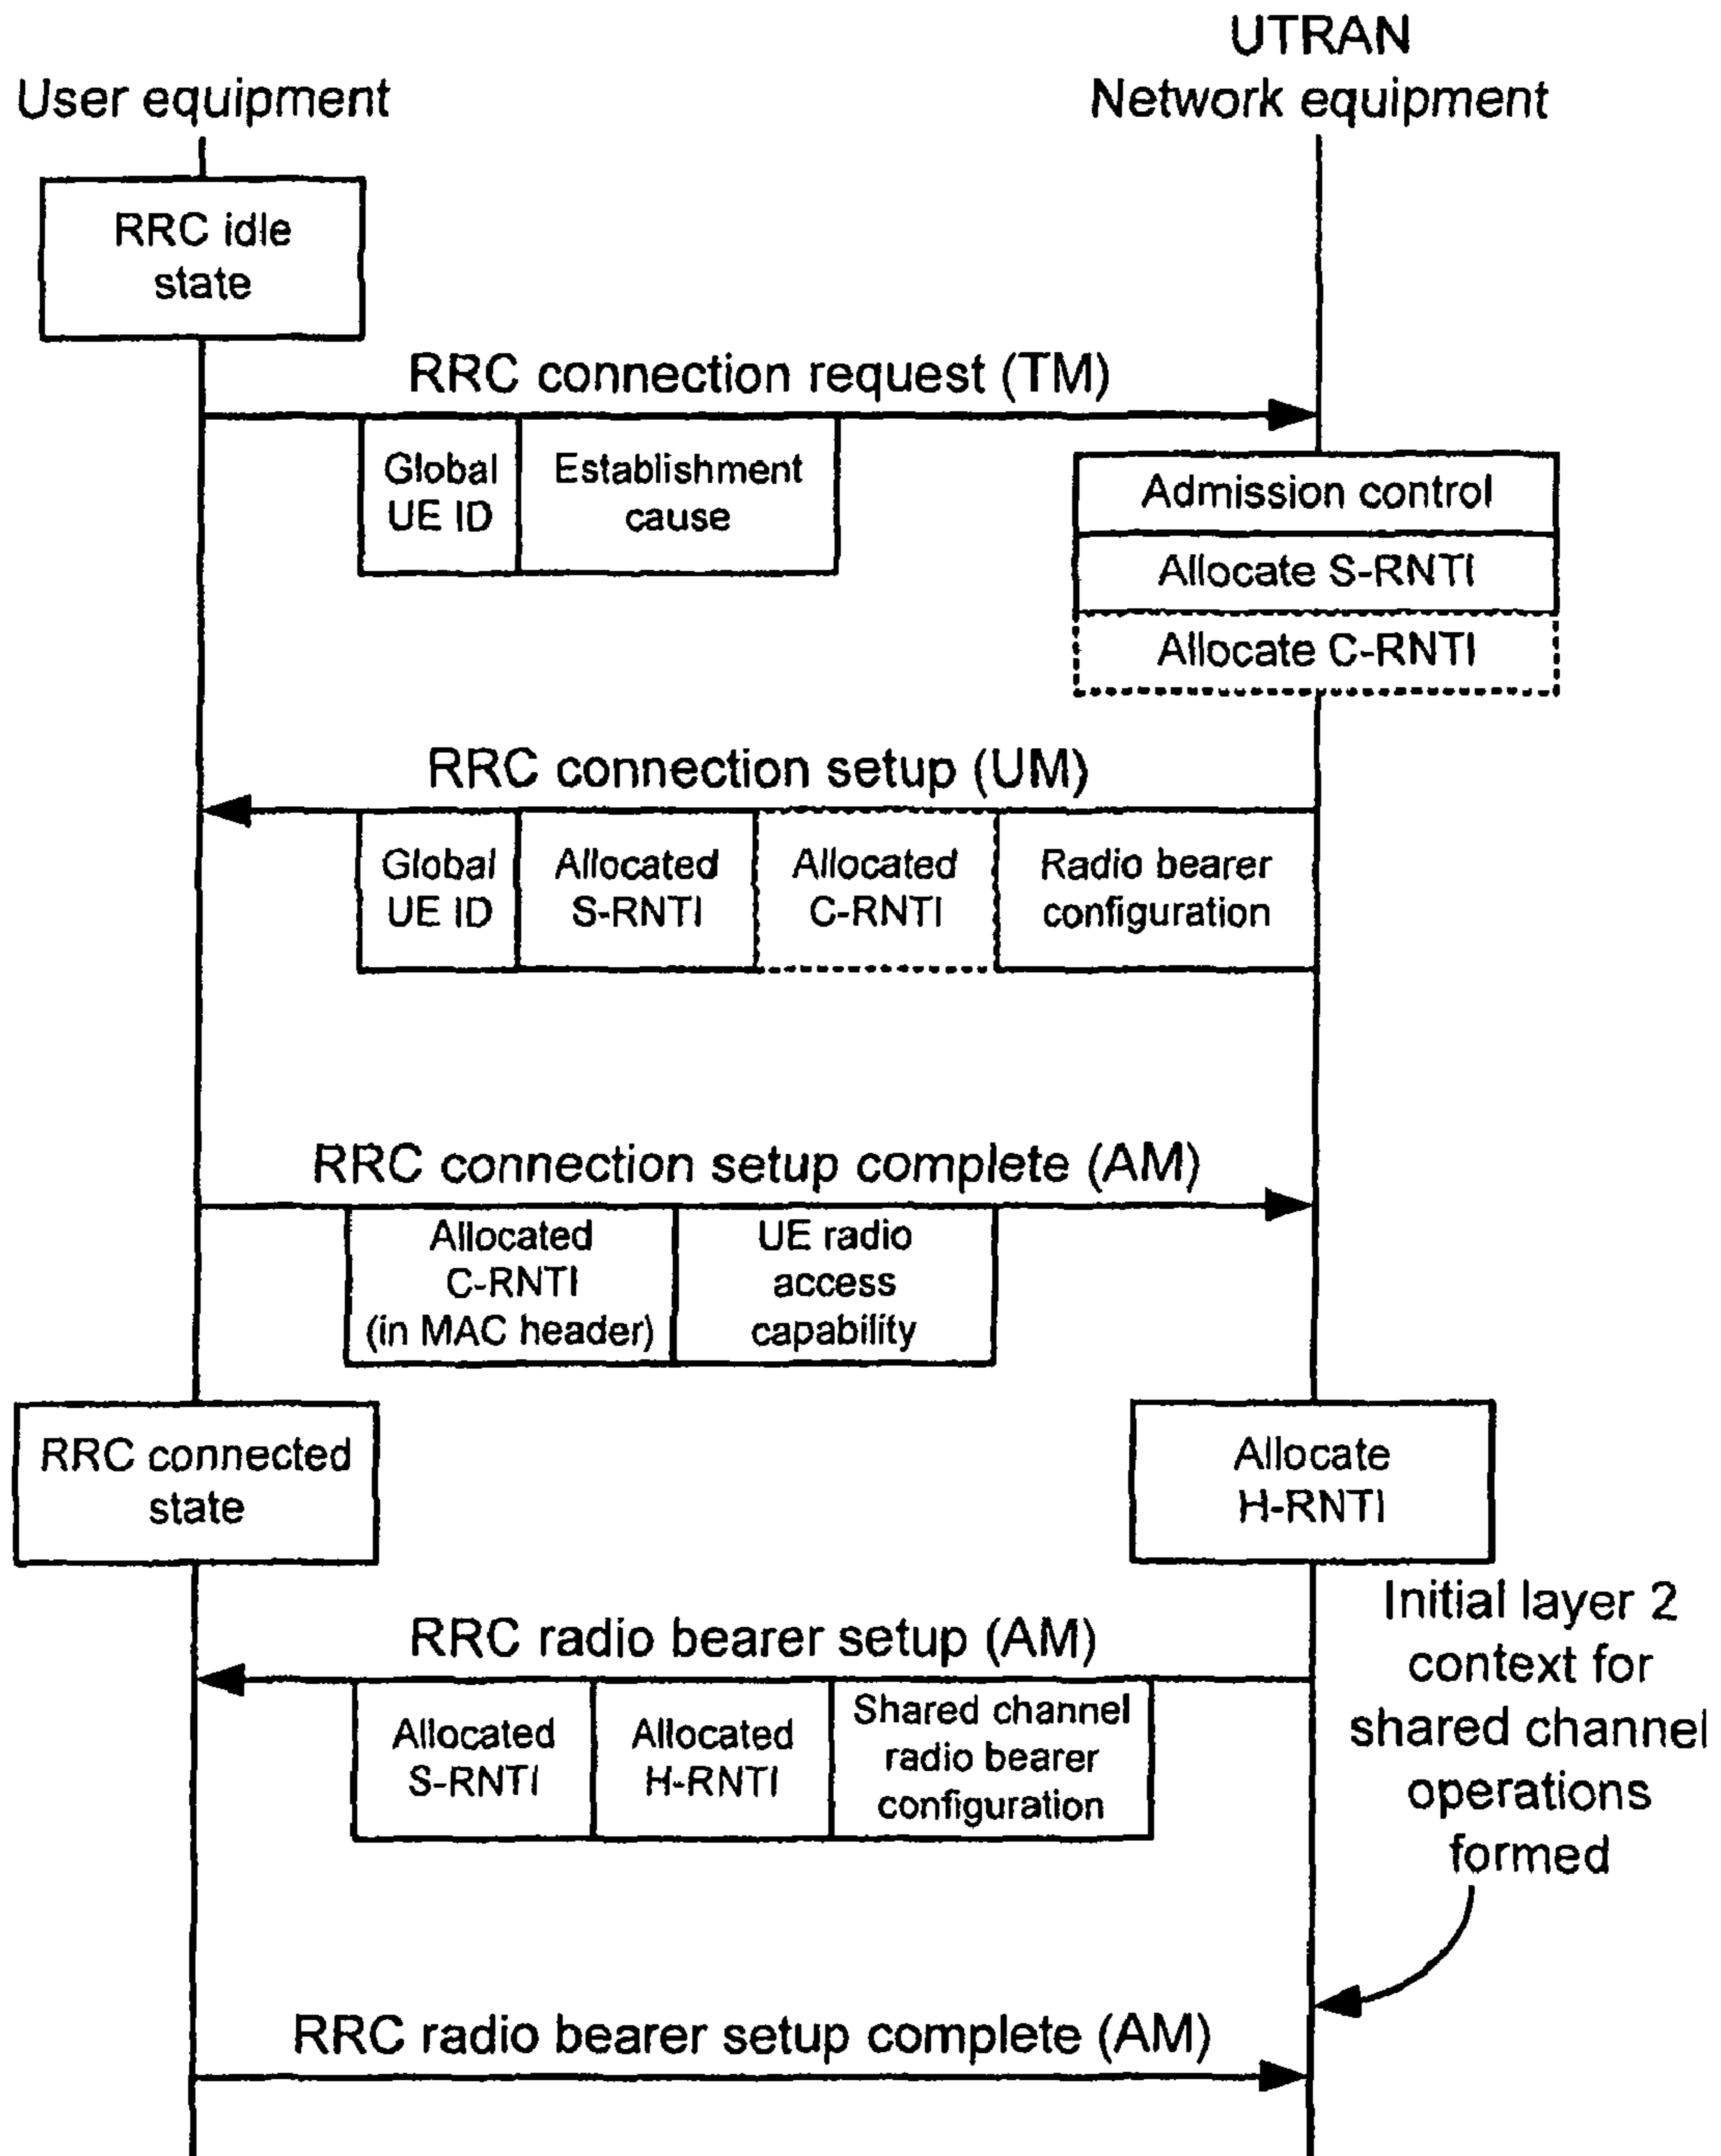 UTRAN
User equipment
Network equipment
RRC idle
state
RRC connection request (TM)
Global
UE ID
Establishment
cause
Admission control
Allocate S-RNTI
Allocate C-RNTI
RRC connection setup (UM)
Global
UE ID
Allocated
S-RNTI
Allocated
C-RNTI
Radio bearer
configuration
RRC connection setup complete (AM)
Allocated
C-RNTI
(in MAC header)
UE radio
access
capability
RRC connected
state
Allocate
H-RNTI
Initial layer 2
context for
shared channel
operations
formed
RRC radio bearer setup (AM)
Allocated
S-RNTI
Allocated
H-RNTI
Shared channel
radio bearer
configuration
RRC radio bearer setup complete (AM)